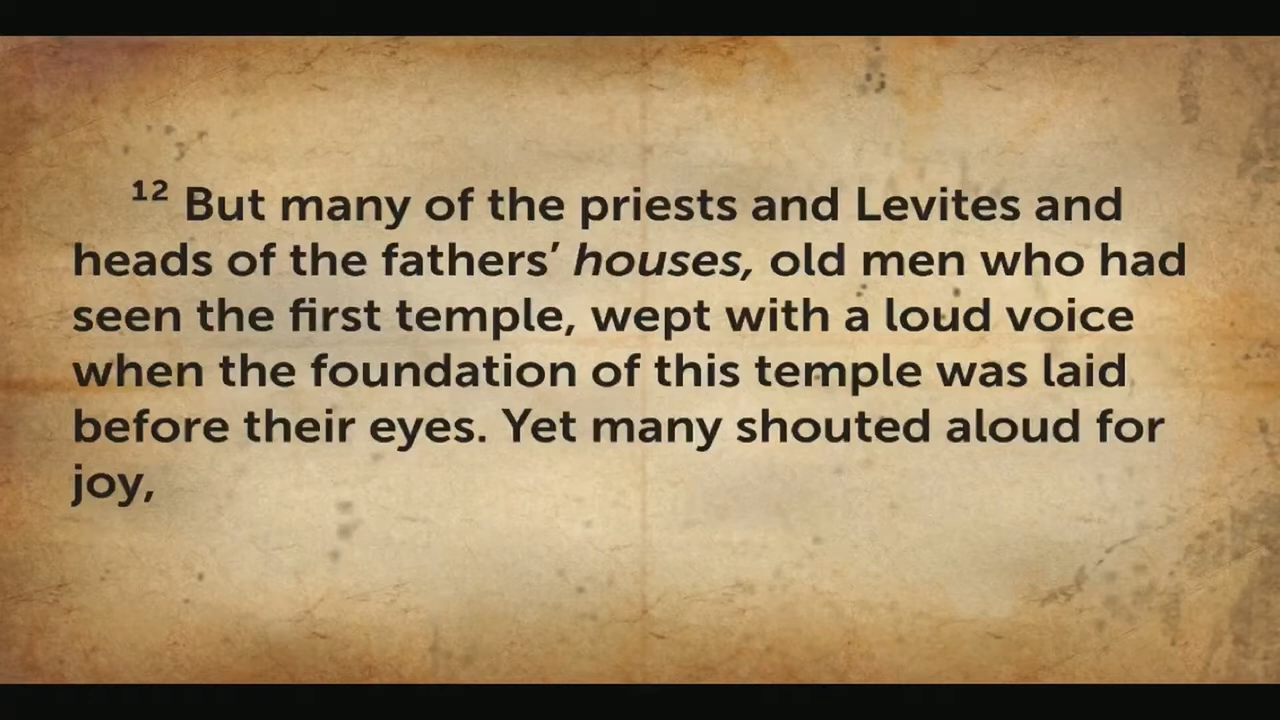 ¹² But many of the priests and Levites and
heads of the fathers’ houses, old men who had
seen the first temple, wept with a loud voice
when the foundation of this temple was laid
before their eyes. Yet many shouted aloud for
joy,